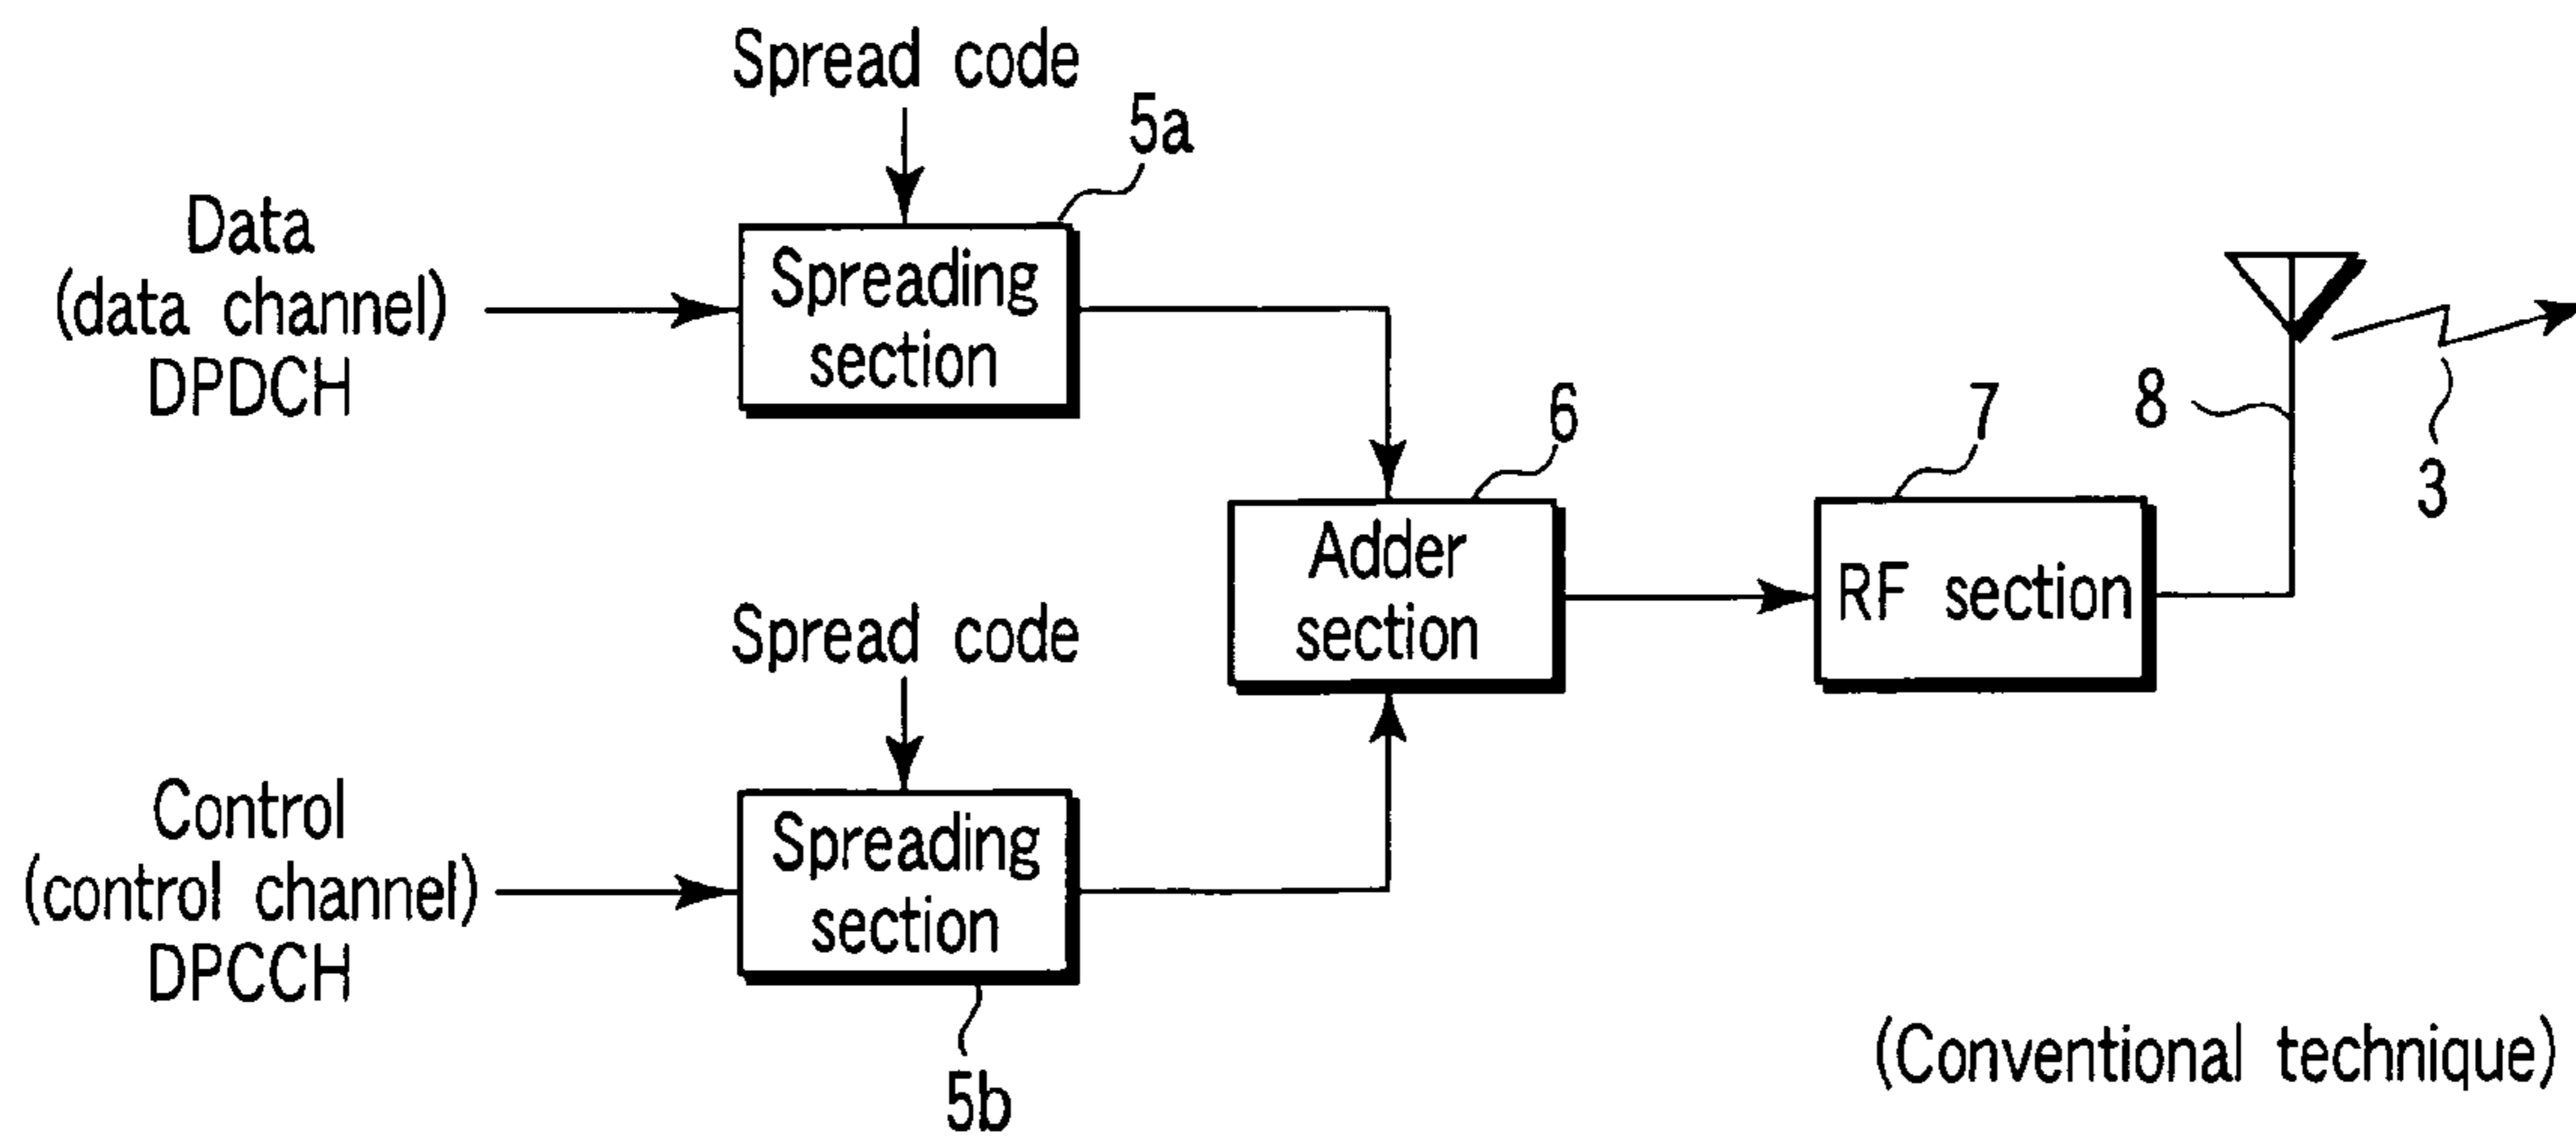 Spread code
5a
Data
(data channel)
DPDCH
Spreading
section
8
3
6
7
Adder
section
RF section
Spread code
Control
(control channel)
DPCCH
Spreading
section
5b
(Conventional technique)